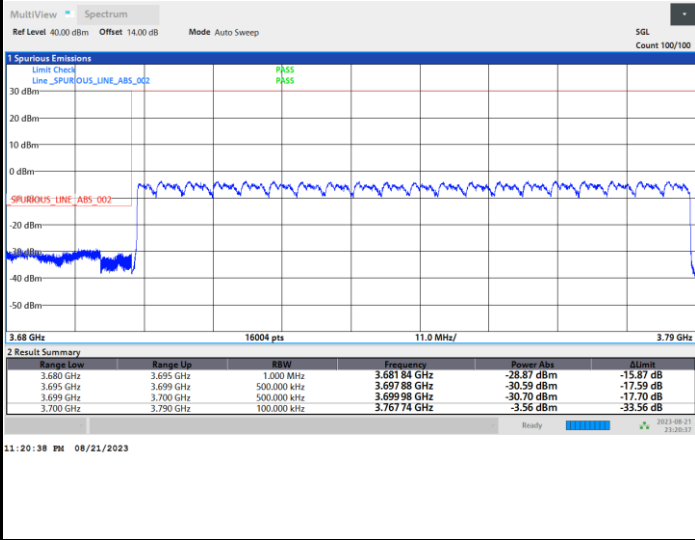 MultiView Spectrum
Ref Level 40.00 dBm Offset 14.00 dB Mode Auto Sweep SGL
Count 100/100
1 Spurious Emissions
Limit Check PASS
Line _SPURIOUS_LINE_ABS_002 PASS
30 dBm
20 dBm
10 dBm
0 dBm
_SPURIOUS_LINE_ABS_002
-20 dBm
-30 dBm
-40 dBm
-50 dBm
3.68 GHz 16004 pts 11.0 MHz/ 3.79 GHz
2 Result Summary
Range Low Range Up RBW Frequency Power Abs ΔLimit
3.680 GHz 3.695 GHz 1.000 MHz 3.681 84 GHz -28.87 dBm -15.87 dB
3.695 GHz 3.699 GHz 500.000 kHz 3.697 88 GHz -30.59 dBm -17.59 dB
3.699 GHz 3.700 GHz 500.000 kHz 3.699 98 GHz -30.70 dBm -17.70 dB
3.700 GHz 3.790 GHz 100.000 kHz 3.767 74 GHz -3.56 dBm -33.56 dB
Ready 2023-08-21
23:20:37
11:20:38 PM 08/21/2023